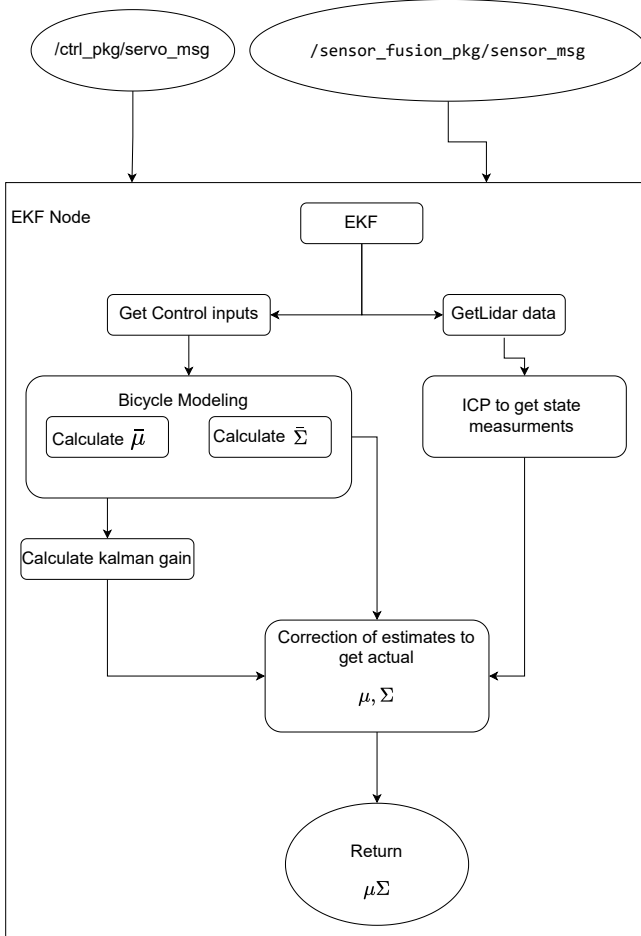 /ctrl_pkg/servo_msg
/sensor_fusion_pkg/sensor_msg
EKF Node
EKF
Get Control inputs
GetLidar data
Bicycle Modeling
Calculate μ̄
Calculate Σ̄
ICP to get state
measurments
Calculate kalman gain
Correction of estimates to
get actual
μ, Σ
Return
μΣ